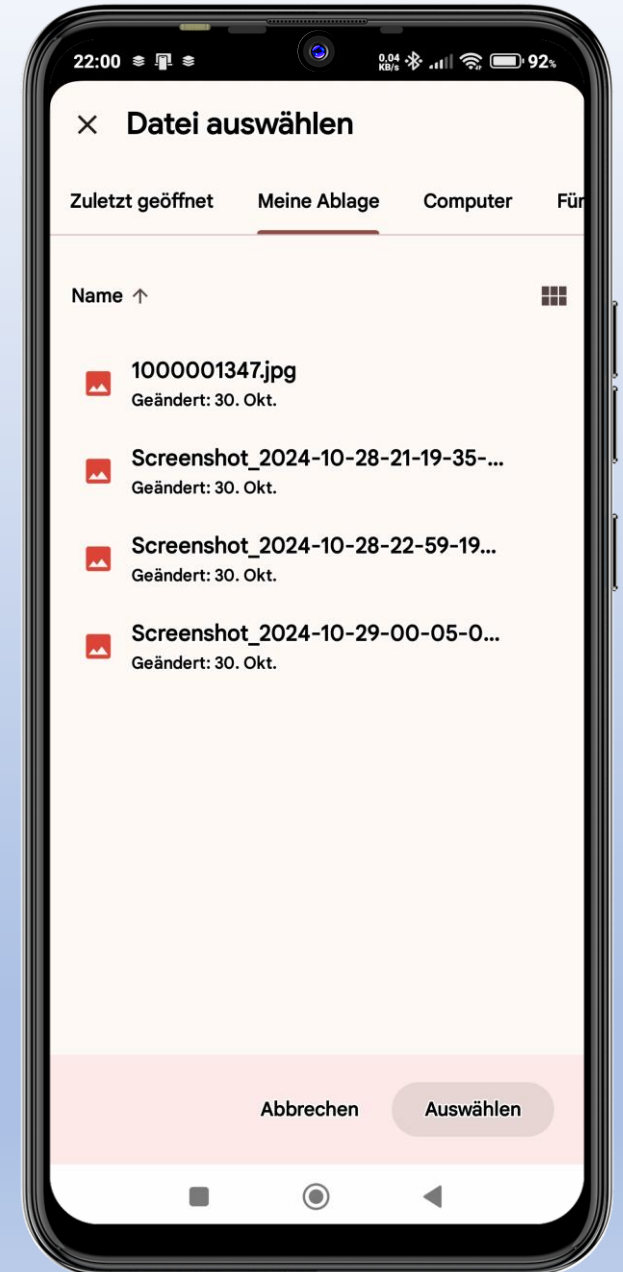 22:00 0,04 KB/s 92%
Datei auswählen
Zuletzt geöffnet Meine Ablage Computer Für
Name
1000001347.jpg
Geändert: 30. Okt.
Screenshot_2024-10-28-21-19-35-...
Geändert: 30. Okt.
Screenshot_2024-10-28-22-59-19...
Geändert: 30. Okt.
Screenshot_2024-10-29-00-05-0...
Geändert: 30. Okt.
Abbrechen Auswählen